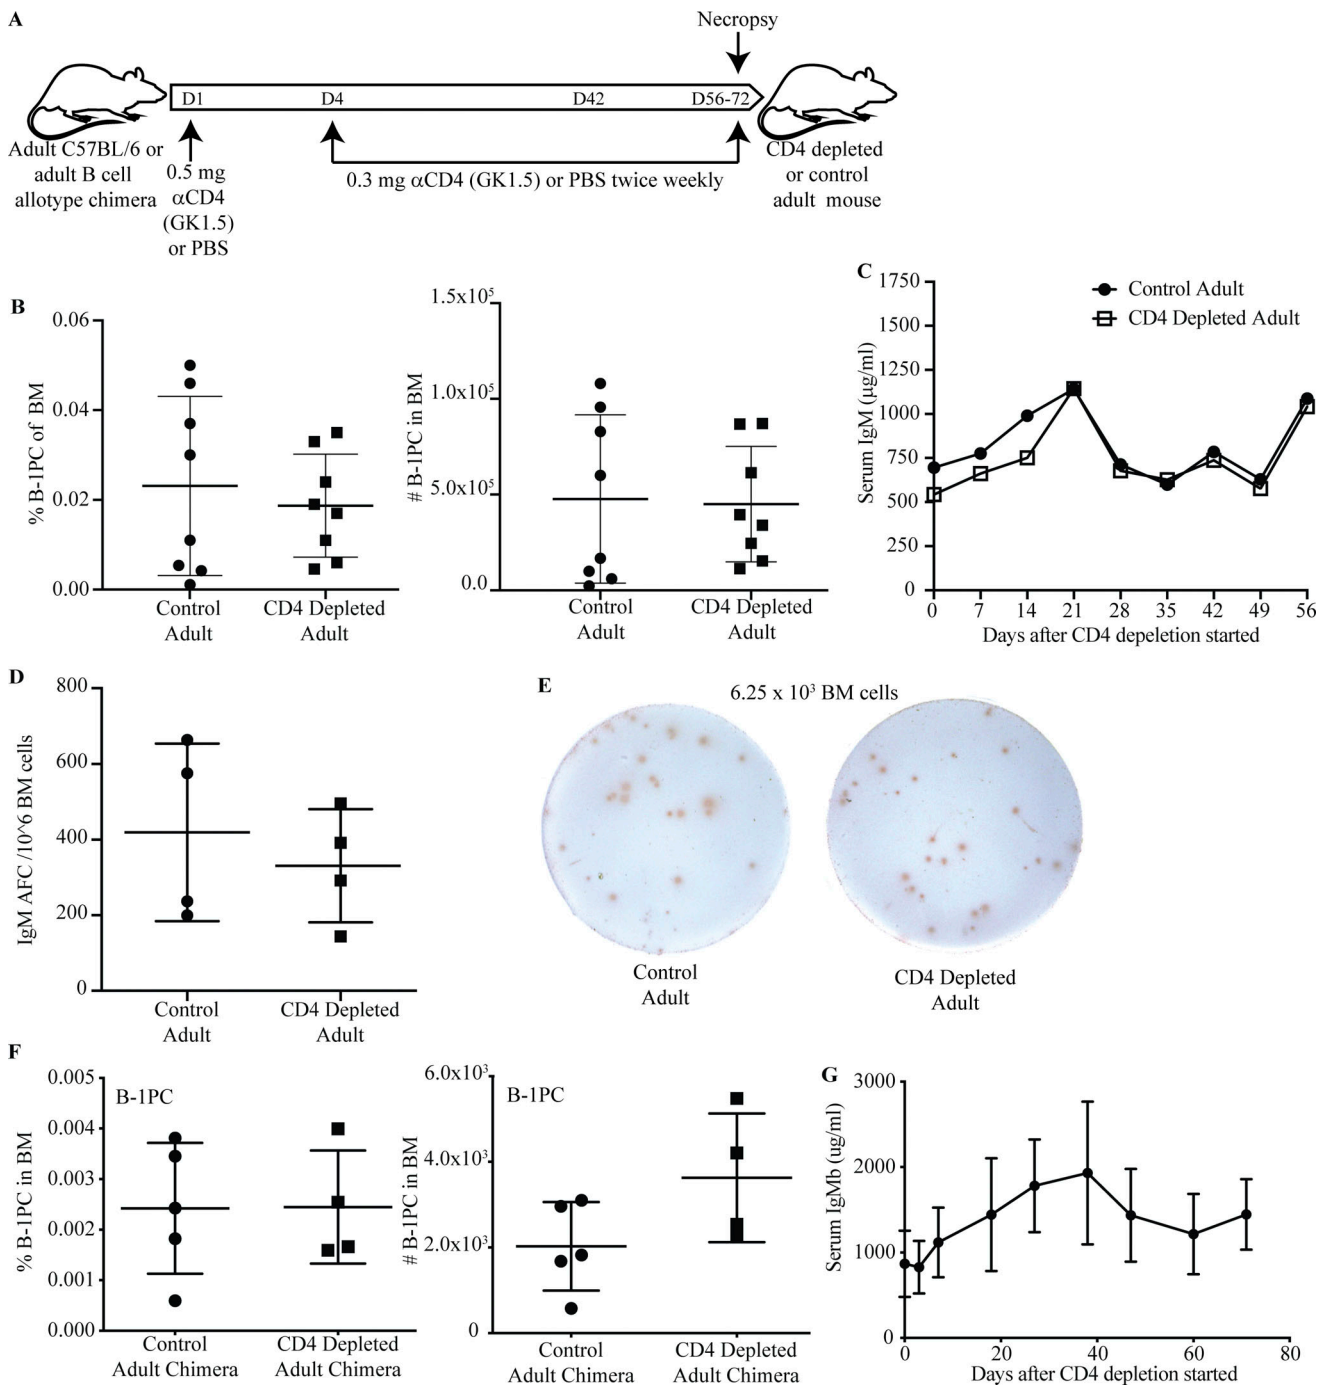 A
Necropsy
D1
D4
D42
D56-72
Adult C57BL/6 or
adult B cell
allotype chimera
0.5 mg
αCD4
(GK1.5)
or PBS
0.3 mg αCD4 (GK1.5) or PBS twice weekly
CD4 depleted
or control
adult mouse
B
% B-1PC of BM
0.06
0.04
0.02
0.00
Control
Adult
CD4 Depleted
Adult
# B-1PC in BM
1.5x10⁵
1.0x10⁵
5.0x10⁵
0.0
Control
Adult
CD4 Depleted
Adult
C
Serum IgM (µg/ml)
1750
1500
1250
1000
750
500
250
0
Control Adult
CD4 Depleted Adult
0 7 14 21 28 35 42 49 56
Days after CD4 depletion started
D
IgM AFC /10^6 BM cells
800
600
400
200
0
Control
Adult
CD4 Depleted
Adult
E
6.25 x 10³ BM cells
Control
Adult
CD4 Depleted
Adult
F
% B-1PC in BM
0.005
0.004
0.003
0.002
0.001
0.000
B-1PC
Control
Adult Chimera
CD4 Depleted
Adult Chimera
# B-1PC in BM
6.0x10³
4.0x10³
2.0x10³
0
B-1PC
Control
Adult Chimera
CD4 Depleted
Adult Chimera
G
Serum IgMb (ug/ml)
3000
2000
1000
0
0 20 40 60 80
Days after CD4 depletion started